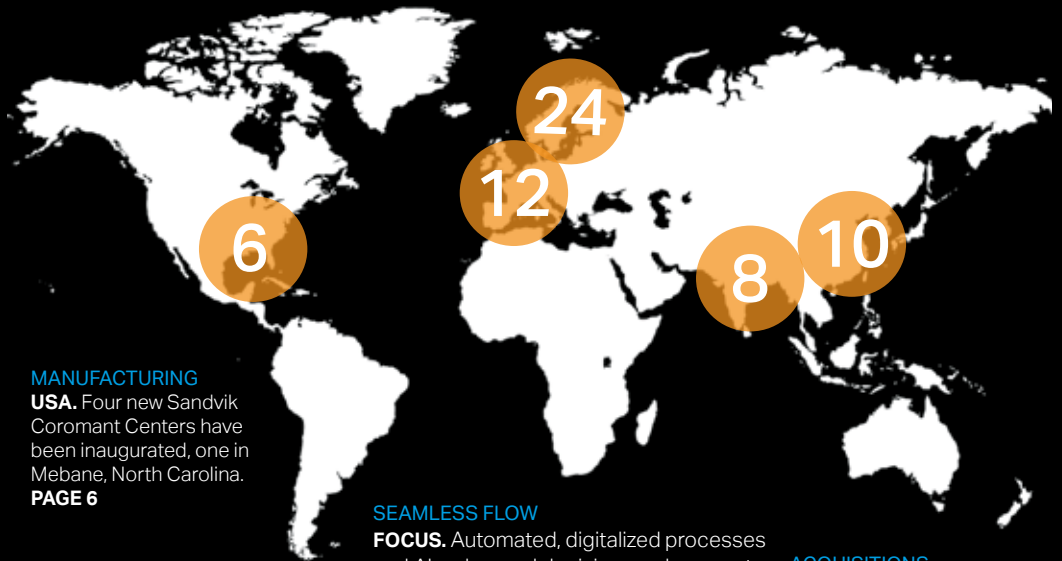 24
12
6
8
10
MANUFACTURING
USA. Four new Sandvik
Coromant Centers have
been inaugurated, one in
Mebane, North Carolina.
PAGE 6
SEAMLESS FLOW
FOCUS. Automated, digitalized processes
ACQUISITIONS